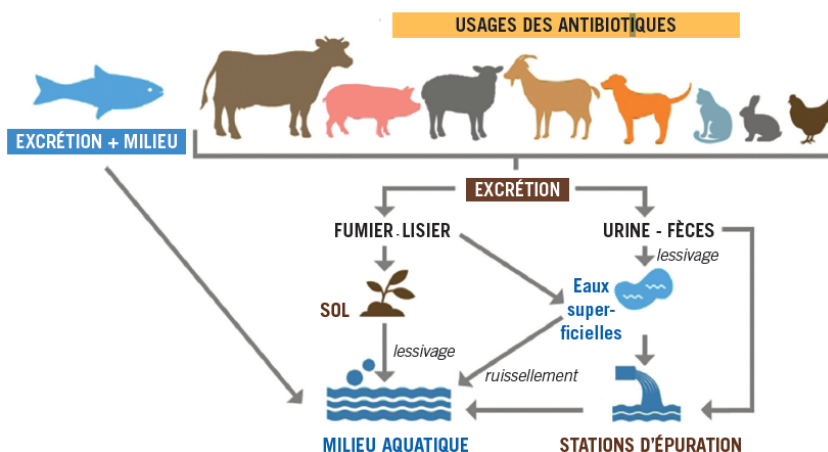 USAGES DES ANTIBIOTIQUES
EXCRÉTION + MILIEU
EXCRÉTION
FUMIER - LISIER
URINE - FÈCES
lessivage
SOL
Eaux
super-
ficielles
lessivage
ruissellement
MILIEU AQUATIQUE
STATIONS D'ÉPURATION